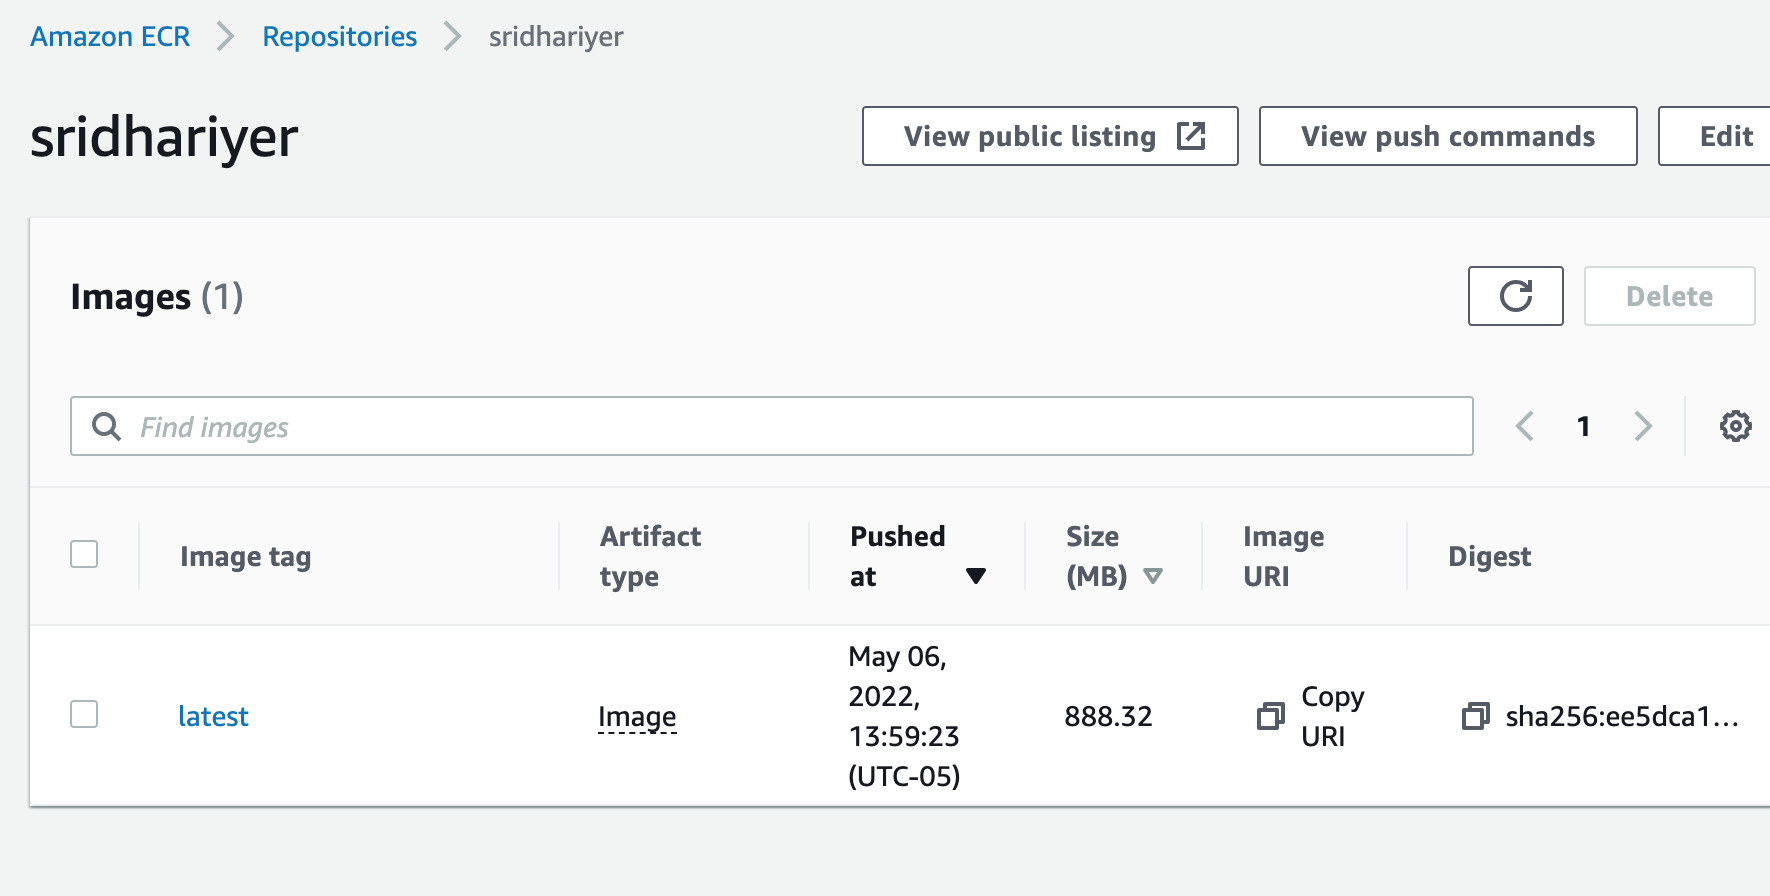 Amazon ECR > Repositories > sridhariyer
sridhariyer
View public listing
View push commands
Edit
Images (1)
Delete
Find images
1
Image tag
Artifact
type
Pushed
at
Size
(MB)
Image
URI
Digest
latest
Image
May 06,
2022,
13:59:23
(UTC-05)
888.32
Copy
URI
sha256:ee5dca1...